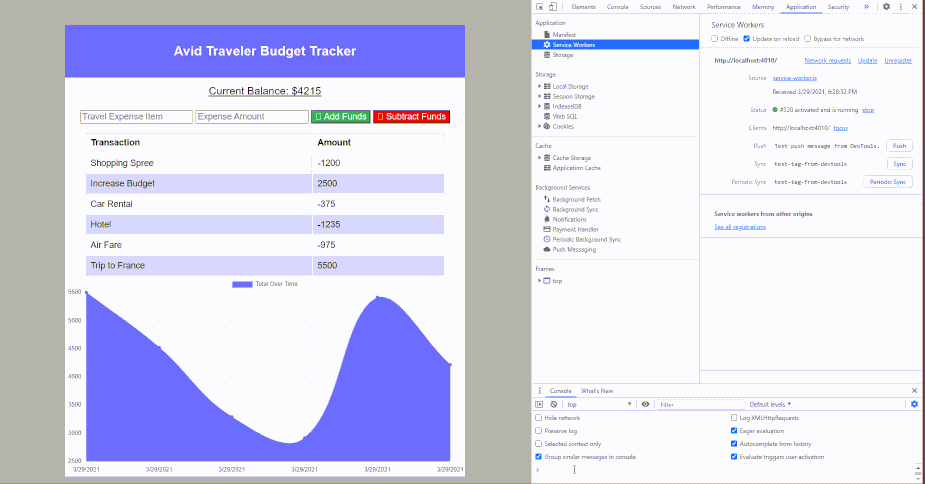 Avid Traveler Budget Tracker
Current Balance: $4215
Travel Expense Item
Expense Amount
Add Funds
Subtract Funds
Transaction Amount
Shopping Spree -1200
Increase Budget 2500
Car Rental -375
Hotel -1235
Air Fare -975
Trip to France 5500
Total Over Time
5500
5000
4500
4000
3500
3000
2500
3/29/2021 3/29/2021 3/29/2021 3/29/2021 3/29/2021 3/29/2021
Elements Console Sources Network Performance Memory Application Security »
Application
Manifest
Service Workers
Storage
Storage
Local Storage
Session Storage
IndexedDB
Web SQL
Cookies
Cache
Cache Storage
Application Cache
Background Services
Background Fetch
Background Sync
Notifications
Payment Handler
Periodic Background Sync
Push Messaging
Frames
top
Service Workers
Offline Update on reload Bypass for network
http://localhost:4010/ Network requests Update Unregister
Source service-worker.js
Received 3/29/2021, 6:28:32 PM
Status #320 activated and is running stop
Clients http://localhost:4010/ focus
Push Test push message from DevTools. Push
Sync test-tag-from-devtools Sync
Periodic Sync test-tag-from-devtools Periodic Sync
Service workers from other origins
See all registrations
Console What's New
top Filter Default levels
Hide network Log XMLHttpRequests
Preserve log Eager evaluation
Selected context only Autocomplete from history
Group similar messages in console Evaluate triggers user activation